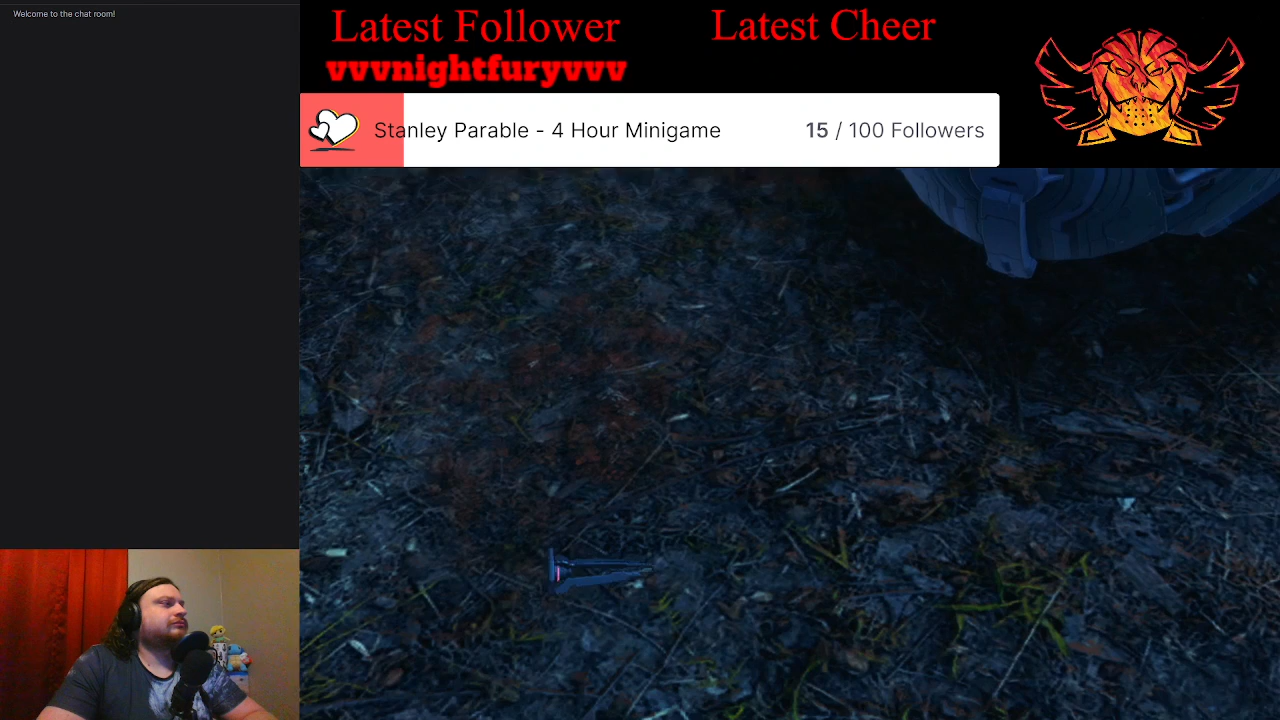 Welcome to the chat room!
Latest Follower
vvvnightfuryvvv
Latest Cheer
Stanley Parable - 4 Hour Minigame
15 / 100 Followers